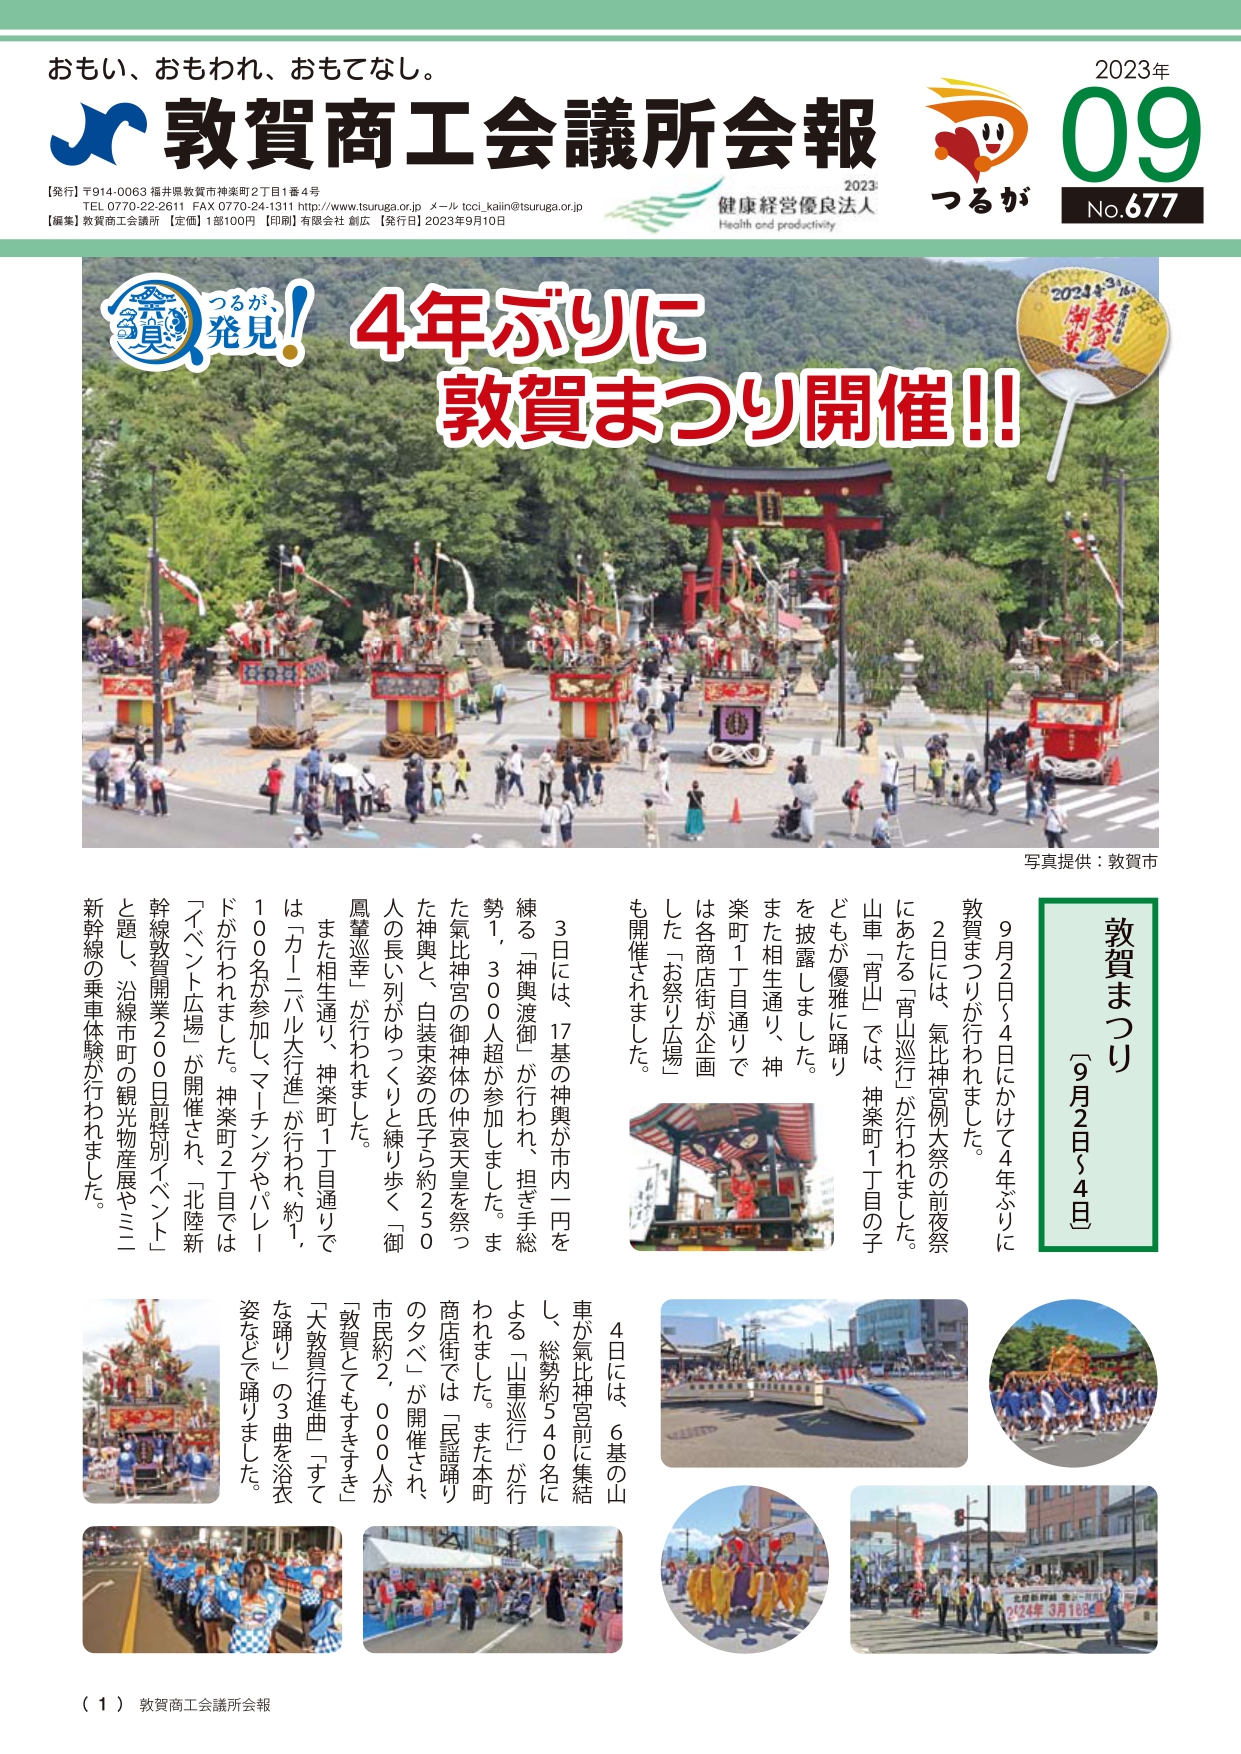 おもい、おもわれ、おもてなし。
敦賀商工会議所会報
【発行】〒914-0063 福井県敦賀市神楽町2丁目1番4号
TEL 0770-22-2611 FAX 0770-24-1311 http://www.tsuruga.or.jp メール tcci_kaiin@tsuruga.or.jp
【編集】敦賀商工会議所 【定価】1部100円 【印刷】有限会社 創広 【発行日】2023年9月10日
2023
健康経営優良法人
Health and productivity
つるが
2023年
09
No.677
つるが、
発見!
4年ぶりに
敦賀まつり開催!!
敦賀
開業
写真提供：敦賀市
敦賀まつり
〔9月2日〜4日〕
9月2日〜4日にかけて4年ぶりに
敦賀まつりが行われました。
2日には、氣比神宮例大祭の前夜祭
にあたる「宵山巡行」が行われました。
山車「宵山」では、神楽町1丁目の子
どもが優雅に踊り
を披露しました。
また相生通り、神
楽町1丁目通りで
は各商店街が企画
した「お祭り広場」
も開催されました。
3日には、17基の神輿が市内一円を
練る「神輿渡御」が行われ、担ぎ手総
勢1，300人超が参加しました。ま
た氣比神宮の御神体の仲哀天皇を祭っ
た神輿と、白装束姿の氏子ら約250
人の長い列がゆっくりと練り歩く「御
鳳輦巡幸」が行われました。
また相生通り、神楽町1丁目通りで
は「カーニバル大行進」が行われ、約1，
100名が参加し、マーチングやパレー
ドが行われました。神楽町2丁目では
「イベント広場」が開催され、「北陸新
幹線敦賀開業200日前特別イベント」
と題し、沿線市町の観光物産展やミニ
新幹線の乗車体験が行われました。
4日には、6基の山
車が氣比神宮前に集結
し、総勢約540名に
よる「山車巡行」が行
われました。また本町
商店街では「民謡踊り
の夕べ」が開催され、
市民約2，000人が
「敦賀とてもすきすき」
「大敦賀行進曲」「すて
な踊り」の3曲を浴衣
姿などで踊りました。
2024年 3月16日
( 1 ) 敦賀商工会議所会報